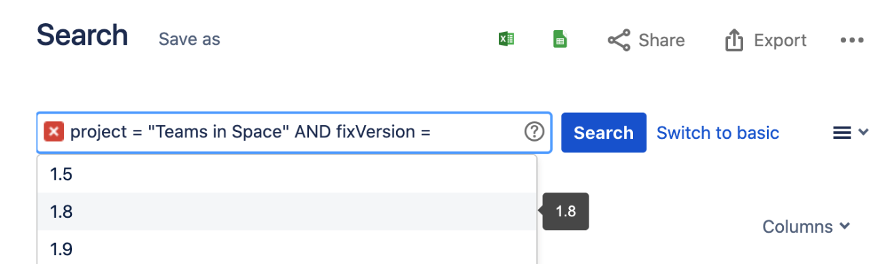 Search Save as Share Export
project = "Teams in Space" AND fixVersion = Search Switch to basic
1.5
1.8 1.8
Columns
1.9